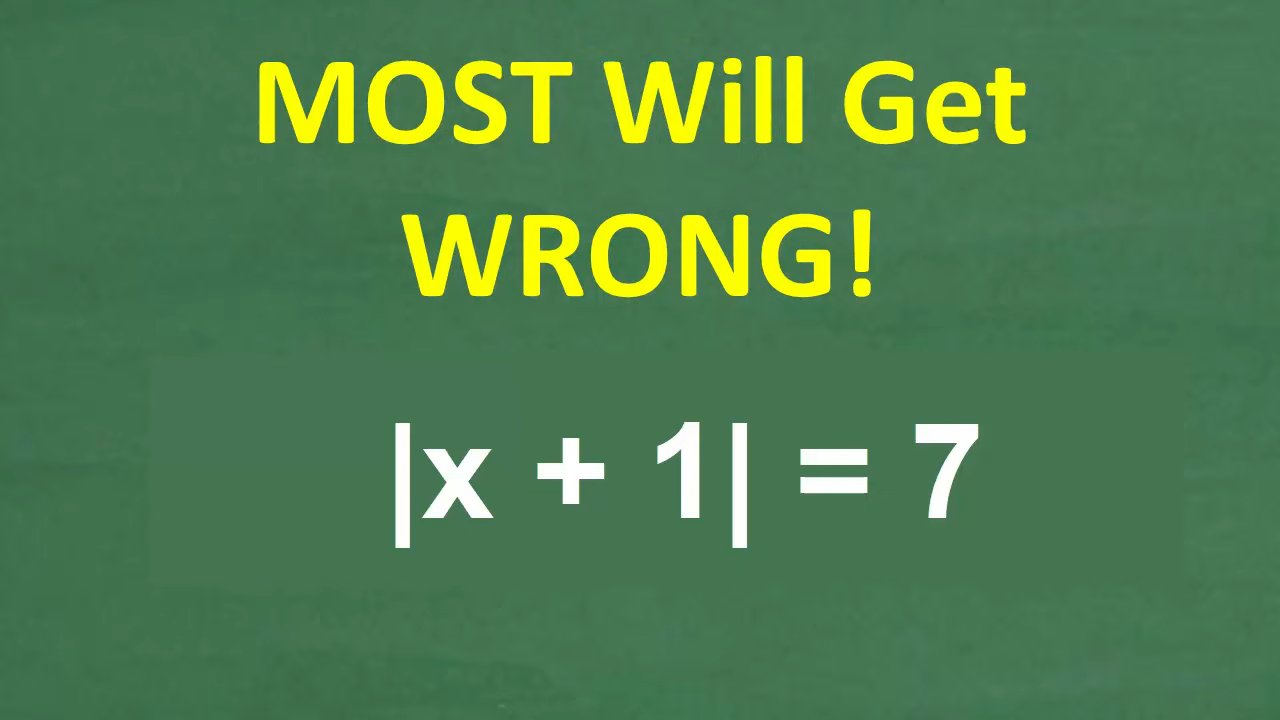 MOST Will Get
WRONG!
|x + 1| = 7